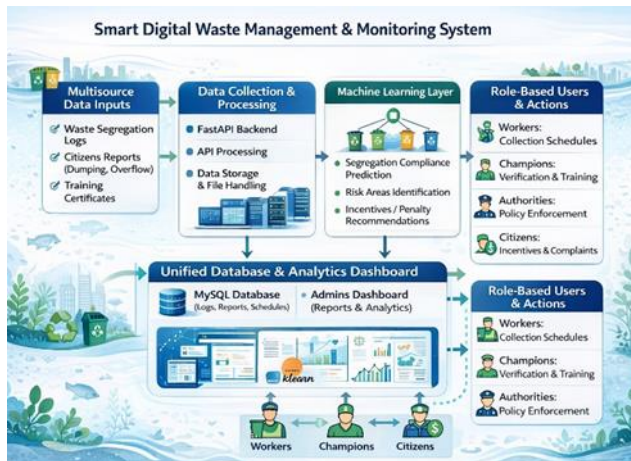 Smart Digital Waste Management & Monitoring System
Multisource
Data Inputs
Waste Segregation
Logs
Citizens Reports
(Dumping, Overflow)
Training
Certificates
Data Collection &
Processing
FastAPI Backend
API Processing
Data Storage
& File Handling
Machine Learning Layer
Segregation Compliance
Prediction
Risk Areas Identification
Incentives / Penalty
Recommendations
Role-Based Users
& Actions
Workers:
Collection Schedules
Champions:
Verification & Training
Authorities:
Policy Enforcement
Citizens:
Incentives & Complaints
Unified Database & Analytics Dashboard
MySQL Database
(Logs, Reports, Schedules)
Admins Dashboard
(Reports & Analytics)
klearn
Role-Based Users
& Actions
Workers:
Collection Schedules
Champions:
Verification & Training
Authorities:
Policy Enforcement
Workers
Champions
Citizens